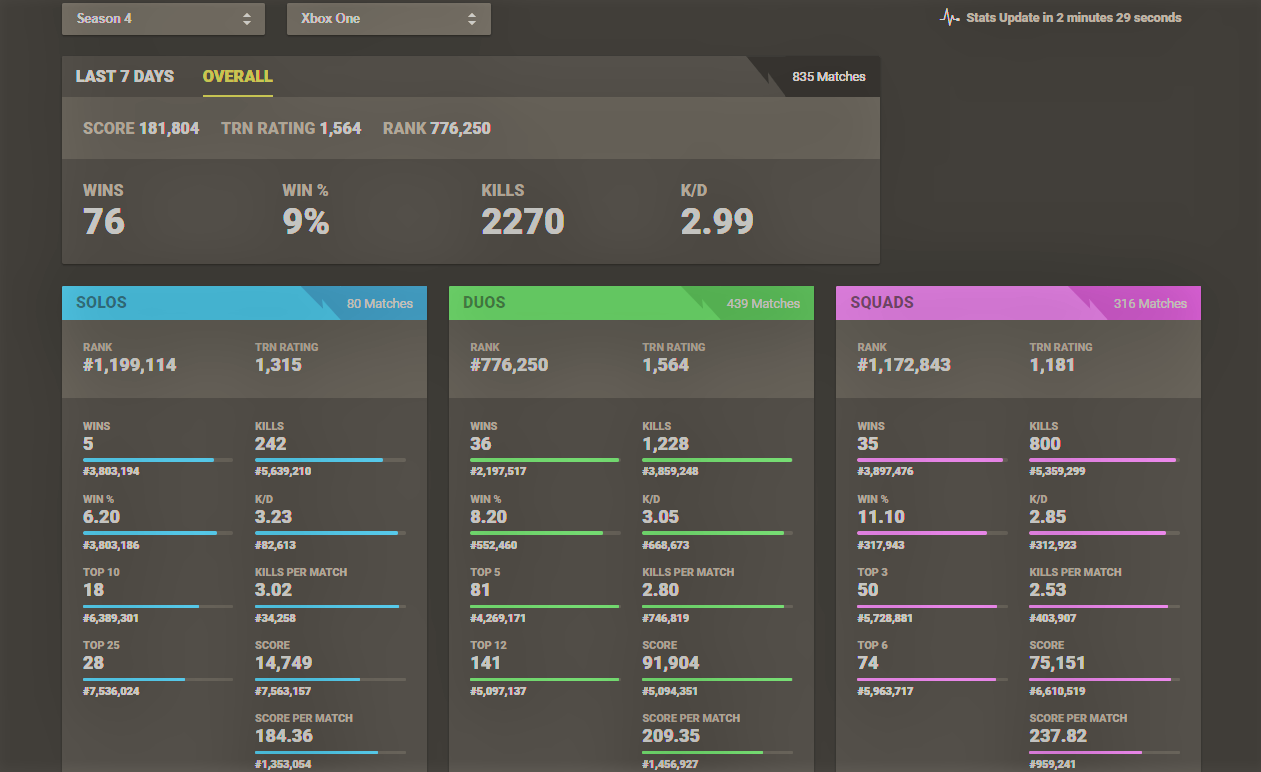 Season 4 Xbox One Stats Update in 2 minutes 29 seconds
LAST 7 DAYS OVERALL 835 Matches
SCORE 181,804 TRN RATING 1,564 RANK 776,250
WINS WIN % KILLS K/D
76 9% 2270 2.99
SOLOS 80 Matches
RANK TRN RATING
#1,199,114 1,315
WINS KILLS
5 242
#3,803,194 #5,639,210
WIN % K/D
6.20 3.23
#3,803,186 #82,613
TOP 10 KILLS PER MATCH
18 3.02
#6,389,301 #34,258
TOP 25 SCORE
28 14,749
#7,536,024 #7,563,157
SCORE PER MATCH
184.36
#1,353,054
DUOS 439 Matches
RANK TRN RATING
#776,250 1,564
WINS KILLS
36 1,228
#2,197,517 #3,859,248
WIN % K/D
8.20 3.05
#552,460 #668,673
TOP 5 KILLS PER MATCH
81 2.80
#4,269,171 #746,819
TOP 12 SCORE
141 91,904
#5,097,137 #5,094,351
SCORE PER MATCH
209.35
#1,456,927
SQUADS 316 Matches
RANK TRN RATING
#1,172,843 1,181
WINS KILLS
35 800
#3,897,476 #5,359,299
WIN % K/D
11.10 2.85
#317,943 #312,923
TOP 3 KILLS PER MATCH
50 2.53
#5,728,881 #403,907
TOP 6 SCORE
74 75,151
#5,963,717 #6,610,519
SCORE PER MATCH
237.82
#959,241